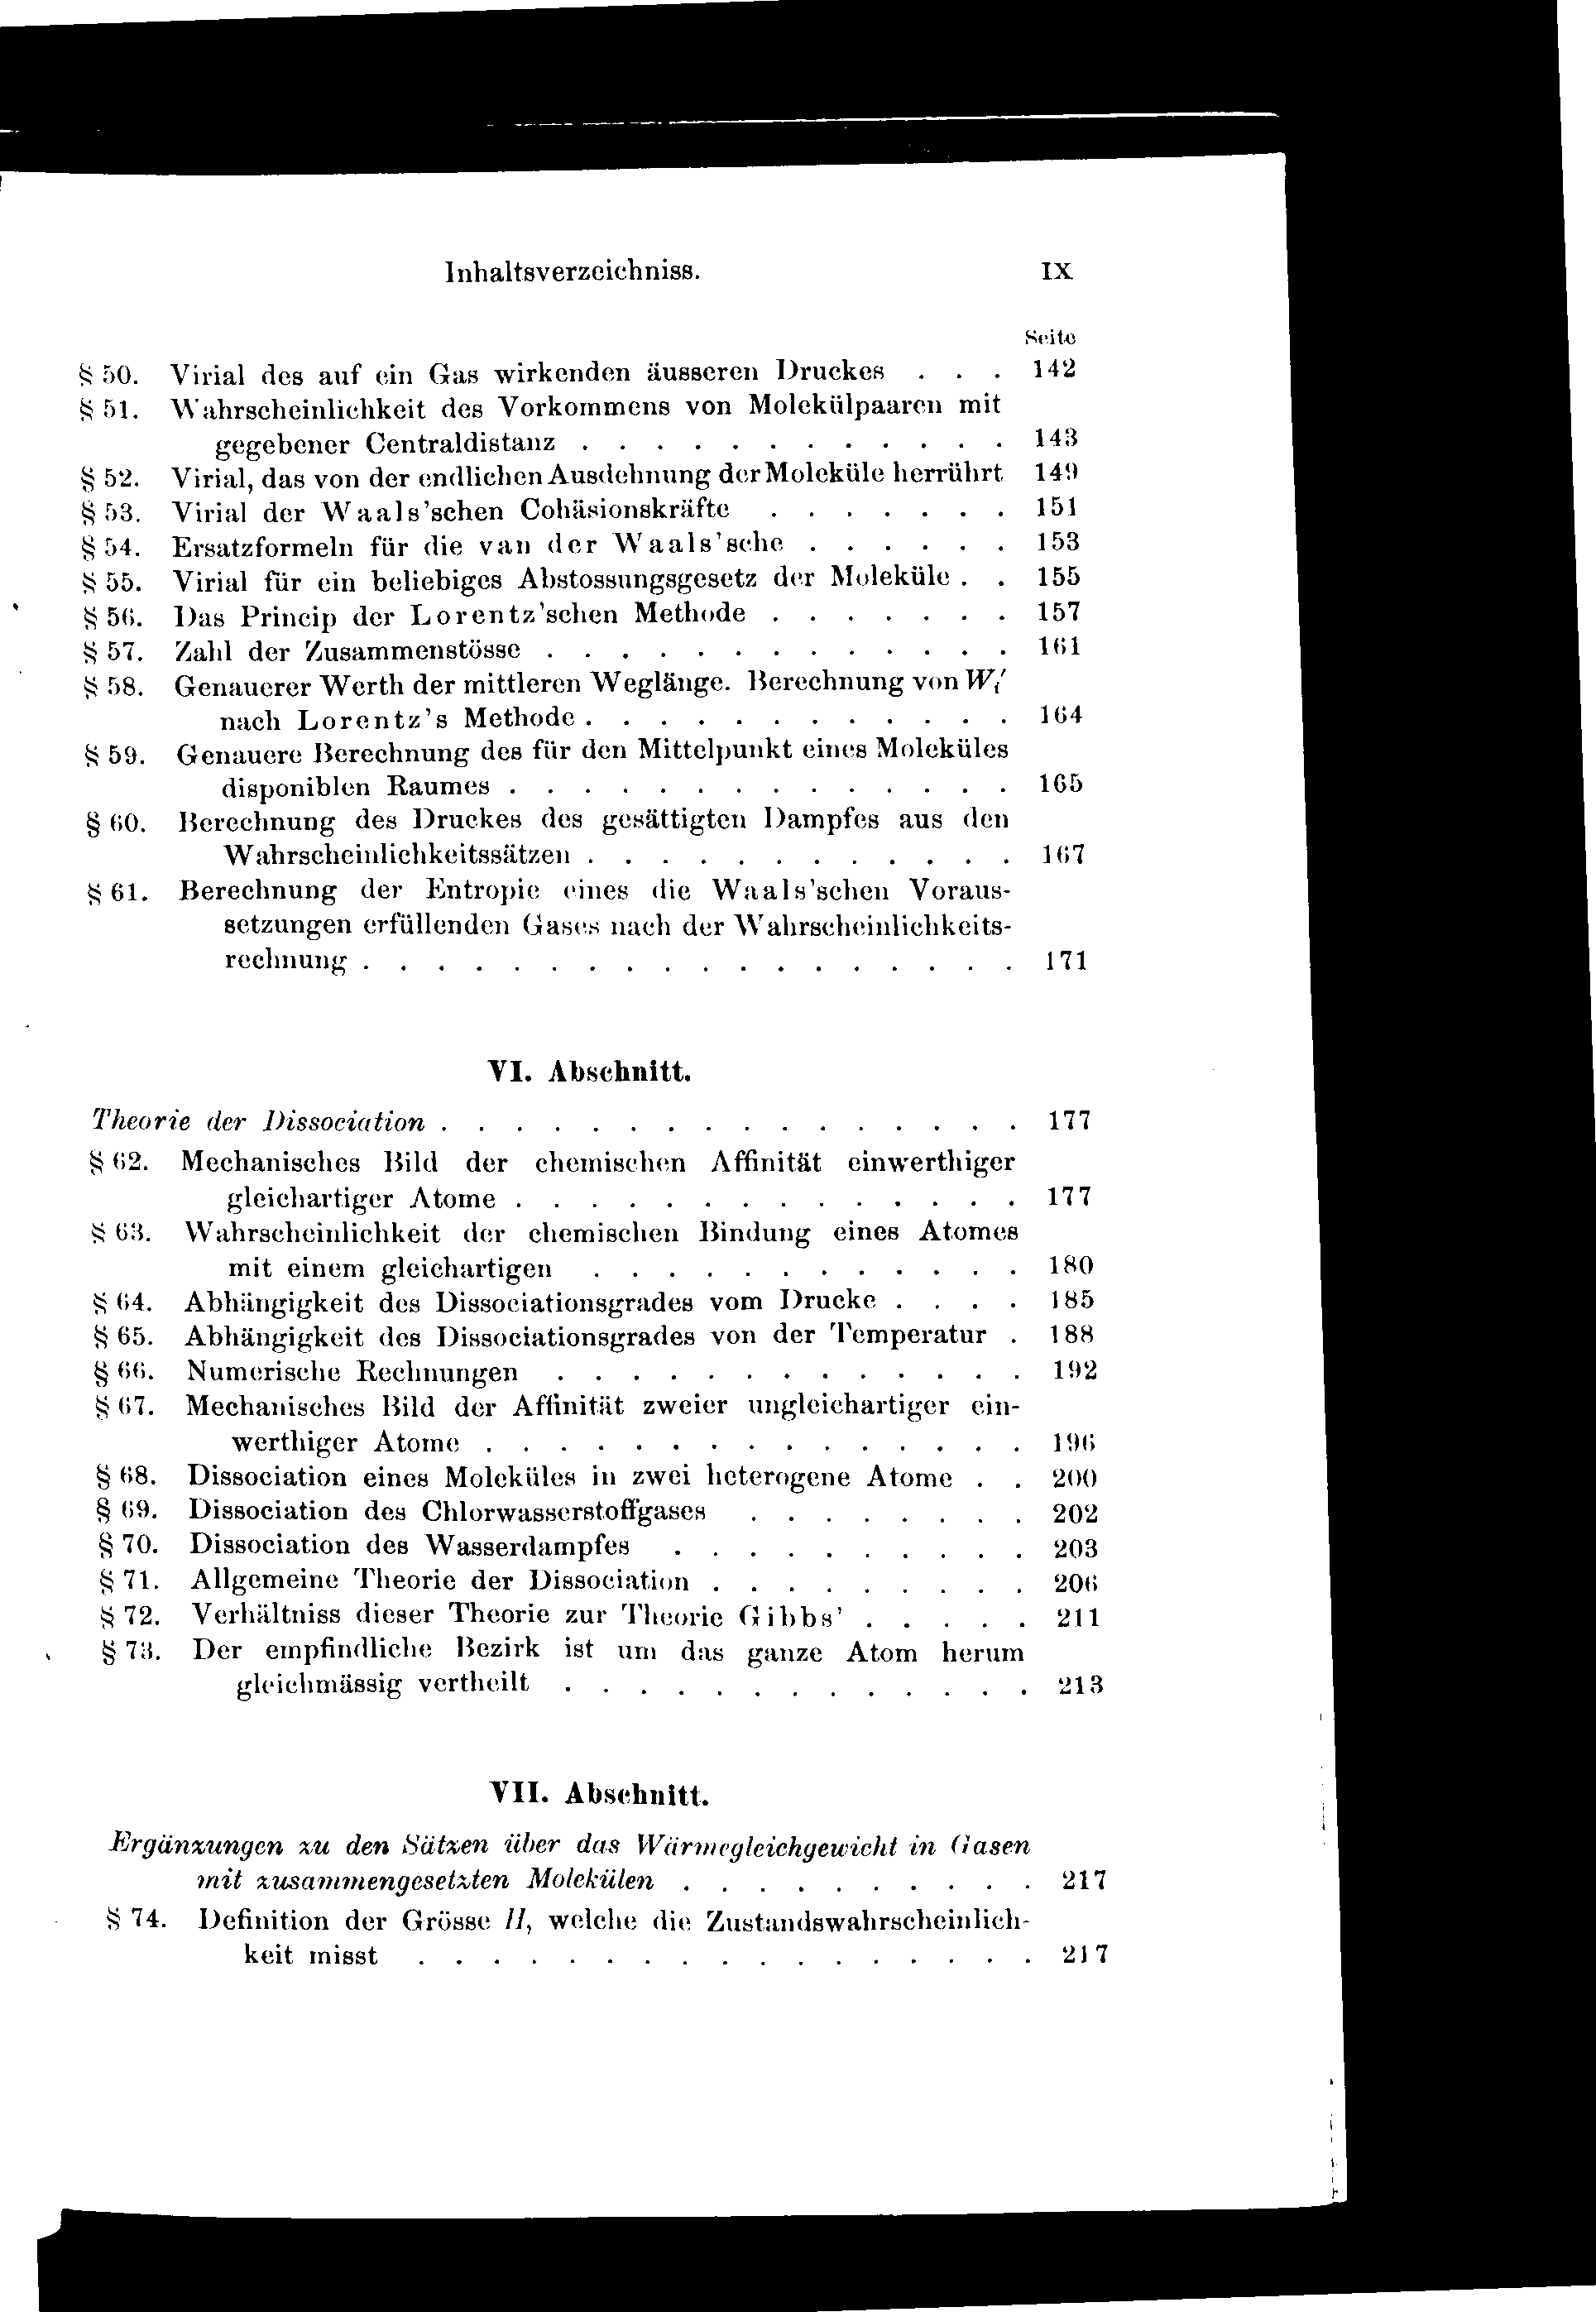 Inhaltsverzeichniss. IX
Seite
§ 50. Virial des auf ein Gas wirkenden äusseren Druckes . . . 142
§ 51. Wahrscheinlichkeit des Vorkommens von Molekülpaaren mit
gegebener Centraldistanz . . . . . . . . . . . . 143
§ 52. Virial, das von der endlichen Ausdehnung der Moleküle herrührt 149
§ 53. Virial der Waals'schen Cohäsionskräfte . . . . . . . 151
§ 54. Ersatzformeln für die van der Waals'sche . . . . . . 153
§ 55. Virial für ein beliebiges Abstossungsgesetz der Moleküle . . 155
§ 56. Das Princip der Lorentz'schen Methode . . . . . . . 157
§ 57. Zahl der Zusammenstösse . . . . . . . . . . . . . 161
§ 58. Genauerer Werth der mittleren Weglänge. Berechnung von Wi'
nach Lorentz's Methode . . . . . . . . . . . . 164
§ 59. Genauere Berechnung des für den Mittelpunkt eines Moleküles
disponiblen Raumes . . . . . . . . . . . . . . 165
§ 60. Berechnung des Druckes des gesättigten Dampfes aus den
Wahrscheinlichkeitssätzen . . . . . . . . . . . . 167
§ 61. Berechnung der Entropie eines die Waals'schen Voraus-
setzungen erfüllenden Gases nach der Wahrscheinlichkeits-
rechnung . . . . . . . . . . . . . . . . . . 171
VI. Abschnitt.
Theorie der Dissociation . . . . . . . . . . . . . . . . 177
§ 62. Mechanisches Bild der chemischen Affinität einwerthiger
gleichartiger Atome . . . . . . . . . . . . . . 177
§ 63. Wahrscheinlichkeit der chemischen Bindung eines Atomes
mit einem gleichartigen . . . . . . . . . . . . 180
§ 64. Abhängigkeit des Dissociationsgrades vom Drucke . . . . 185
§ 65. Abhängigkeit des Dissociationsgrades von der Temperatur . 188
§ 66. Numerische Rechnungen . . . . . . . . . . . . . 192
§ 67. Mechanisches Bild der Affinität zweier ungleichartiger ein-
werthiger Atome . . . . . . . . . . . . . . . 196
§ 68. Dissociation eines Moleküles in zwei heterogene Atome . . 200
§ 69. Dissociation des Chlorwasserstoffgases . . . . . . . . 202
§ 70. Dissociation des Wasserdampfes . . . . . . . . . . 203
§ 71. Allgemeine Theorie der Dissociation . . . . . . . . . 206
§ 72. Verhältniss dieser Theorie zur Theorie Gibbs' . . . . . 211
§ 73. Der empfindliche Bezirk ist um das ganze Atom herum
gleichmässig vertheilt . . . . . . . . . . . . . 213
VII. Abschnitt.
Ergänzungen zu den Sätzen über das Wärmegleichgewicht in Gasen
mit zusammengesetzten Molekülen . . . . . . . . . . 217
§ 74. Definition der Grösse H, welche die Zustandswahrscheinlich-
keit misst . . . . . . . . . . . . . . . . . 217